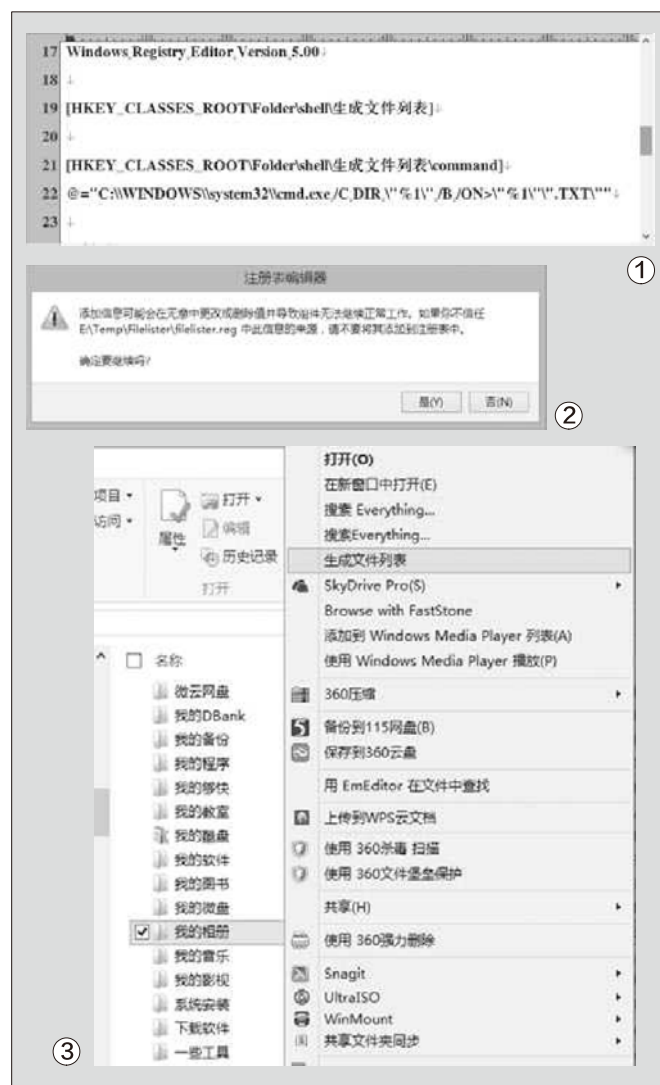 17 Windows Registry Editor Version 5.00
18
19 [HKEY_CLASSES_ROOT\Folder\shell\生成文件列表]
20
21 [HKEY_CLASSES_ROOT\Folder\shell\生成文件列表\command]
22 @="C:\\WINDOWS\\system32\\cmd.exe /C DIR \"%1\" /B /ON>\"%1\"\".TXT\""
23
①
注册表编辑器
添加信息可能会在无意中更改或删除值并导致组件无法继续正常工作。如果你不信任
E:\Temp\Filelister\filelister.reg 中此信息的来源，请不要将其添加到注册表中。
确定要继续吗?
是(Y) 否(N)
②
项目
访问
属性
打开
编辑
历史记录
打开
名称
微云网盘
我的DBank
我的备份
我的程序
我的够快
我的教室
我的酷盘
我的软件
我的图书
我的微盘
我的相册
我的音乐
我的影视
系统安装
下载软件
一些工具
打开(O)
在新窗口中打开(E)
搜索 Everything...
搜索Everything...
生成文件列表
SkyDrive Pro(S)
Browse with FastStone
添加到 Windows Media Player 列表(A)
使用 Windows Media Player 播放(P)
360压缩
备份到115网盘(B)
保存到360云盘
用 EmEditor 在文件中查找
上传到WPS云文档
使用 360杀毒 扫描
使用 360文件堡垒保护
共享(H)
使用 360强力删除
Snagit
UltraISO
WinMount
共享文件夹同步
③